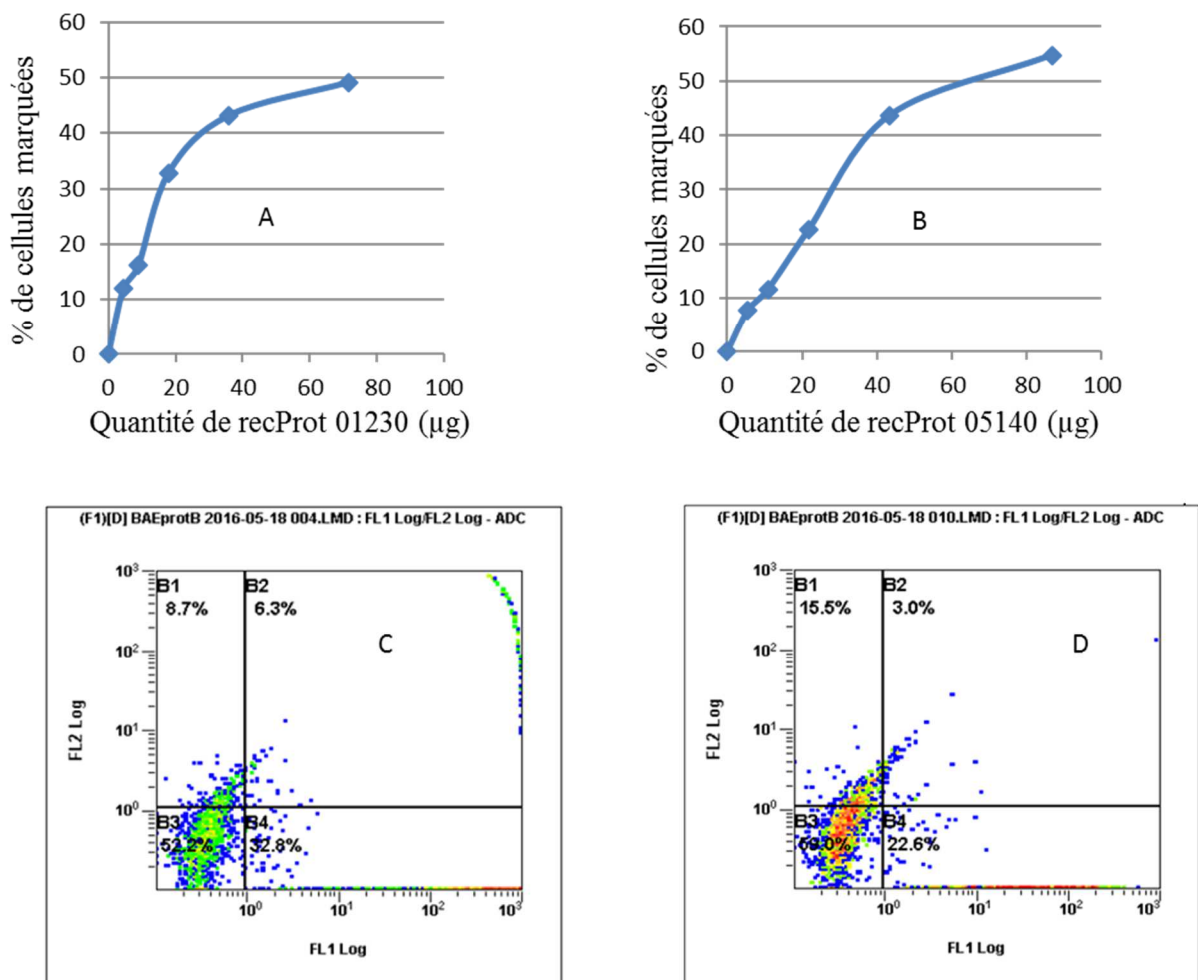 60
50
40
30
20
10
0
% de cellules marquées
A
0 20 40 60 80 100
Quantité de recProt 01230 (µg)
60
50
40
30
20
10
0
% de cellules marquées
B
0 20 40 60 80 100
Quantité de recProt 05140 (µg)
(F1)[D] BAEprotB 2016-05-18 004.LMD : FL1 Log/FL2 Log - ADC
B1
8.7%
B2
6.3%
C
B3
52.2%
B4
32.8%
10³
10²
10¹
10⁰
FL2 Log
10⁰ 10¹ 10² 10³
FL1 Log
(F1)[D] BAEprotB 2016-05-18 010.LMD : FL1 Log/FL2 Log - ADC
B1
15.5%
B2
3.0%
D
B3
B4
22.6%
10³
10²
10¹
10⁰
FL2 Log
10⁰ 10¹ 10² 10³
FL1 Log